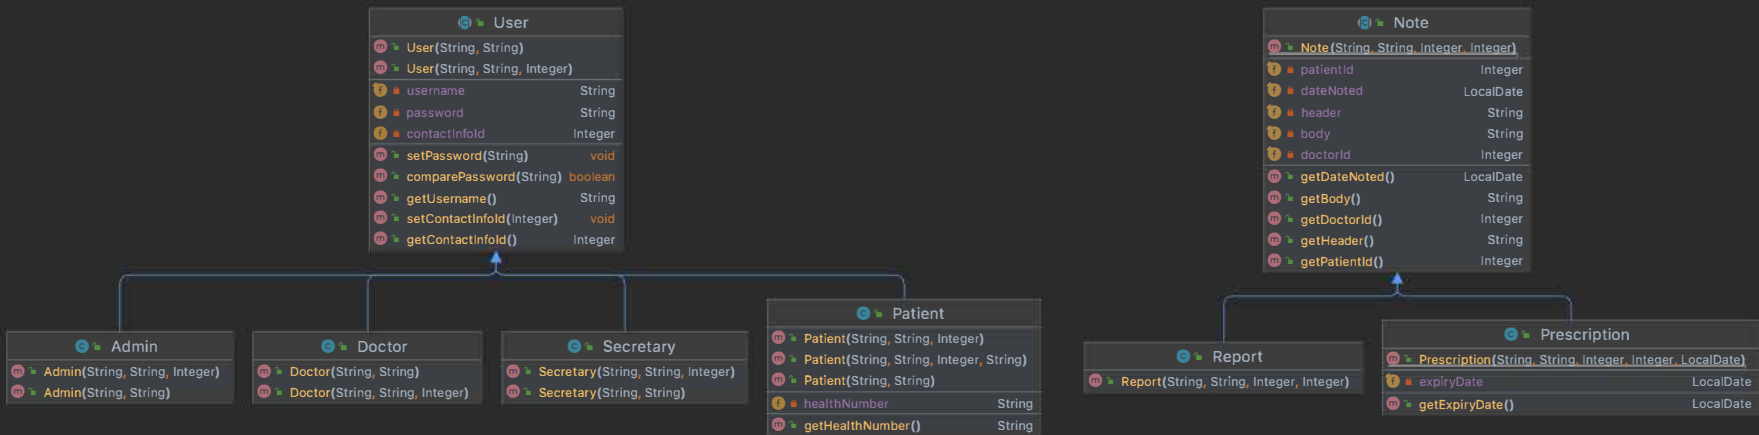 User
User(String, String)
User(String, String, Integer)
username String
password String
contactInfoId Integer
setPassword(String) void
comparePassword(String) boolean
getUsername() String
setContactInfoId(Integer) void
getContactInfoId() Integer
Note
Note(String, String, Integer, Integer)
patientId Integer
dateNoted LocalDate
header String
body String
doctorId Integer
getDateNoted() LocalDate
getBody() String
getDoctorId() Integer
getHeader() String
getPatientId() Integer
Admin
Admin(String, String, Integer)
Admin(String, String)
Doctor
Doctor(String, String)
Doctor(String, String, Integer)
Secretary
Secretary(String, String, Integer)
Secretary(String, String)
Patient
Patient(String, String, Integer)
Patient(String, String, Integer, String)
Patient(String, String)
healthNumber String
getHealthNumber() String
Report
Report(String, String, Integer, Integer)
Prescription
Prescription(String, String, Integer, Integer, LocalDate)
expiryDate LocalDate
getExpiryDate() LocalDate